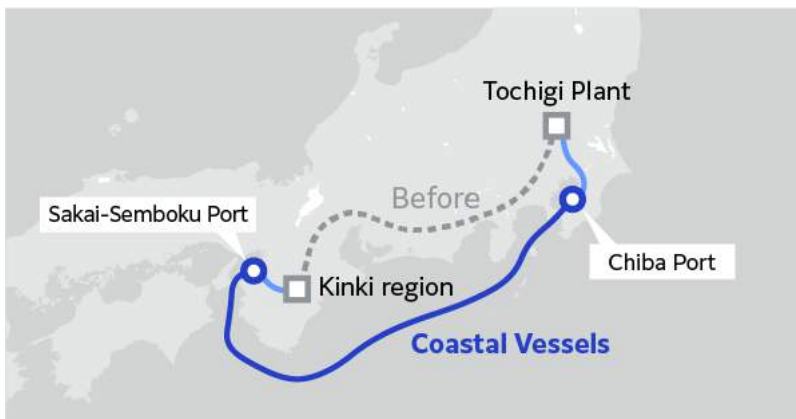 Tochigi Plant
Before
Sakai-Semboku Port
Chiba Port
Kinki region
Coastal Vessels